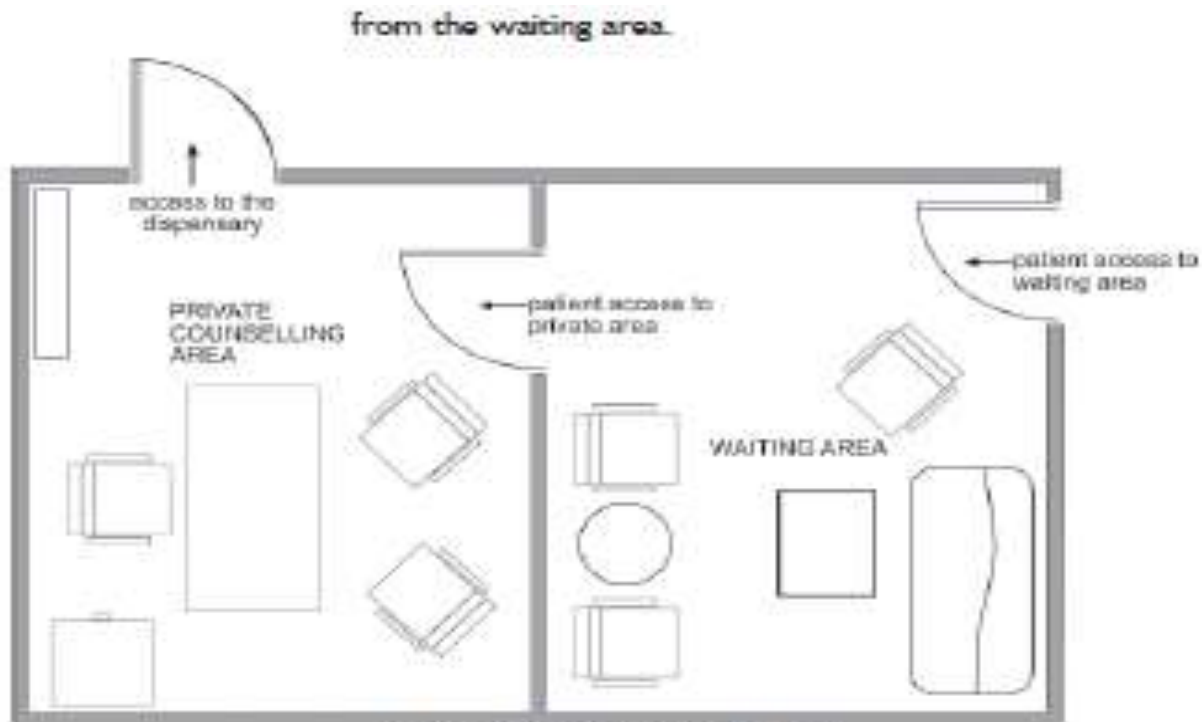 from the waiting area.
access to the
dispensary
patient access to
waiting area
PRIVATE
COUNSELLING
AREA
patient access to
private area
WAITING AREA